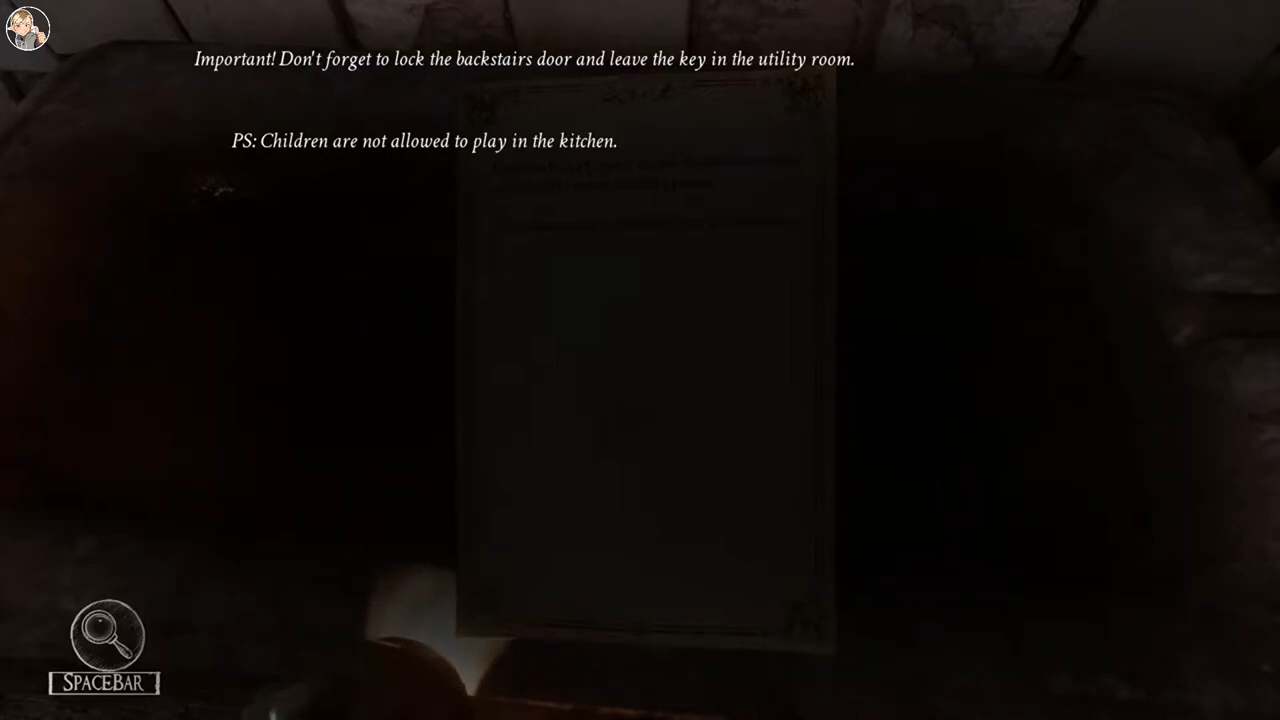 Important! Don't forget to lock the backstairs door and leave the key in the utility room.
PS: Children are not allowed to play in the kitchen.
SPACEBAR